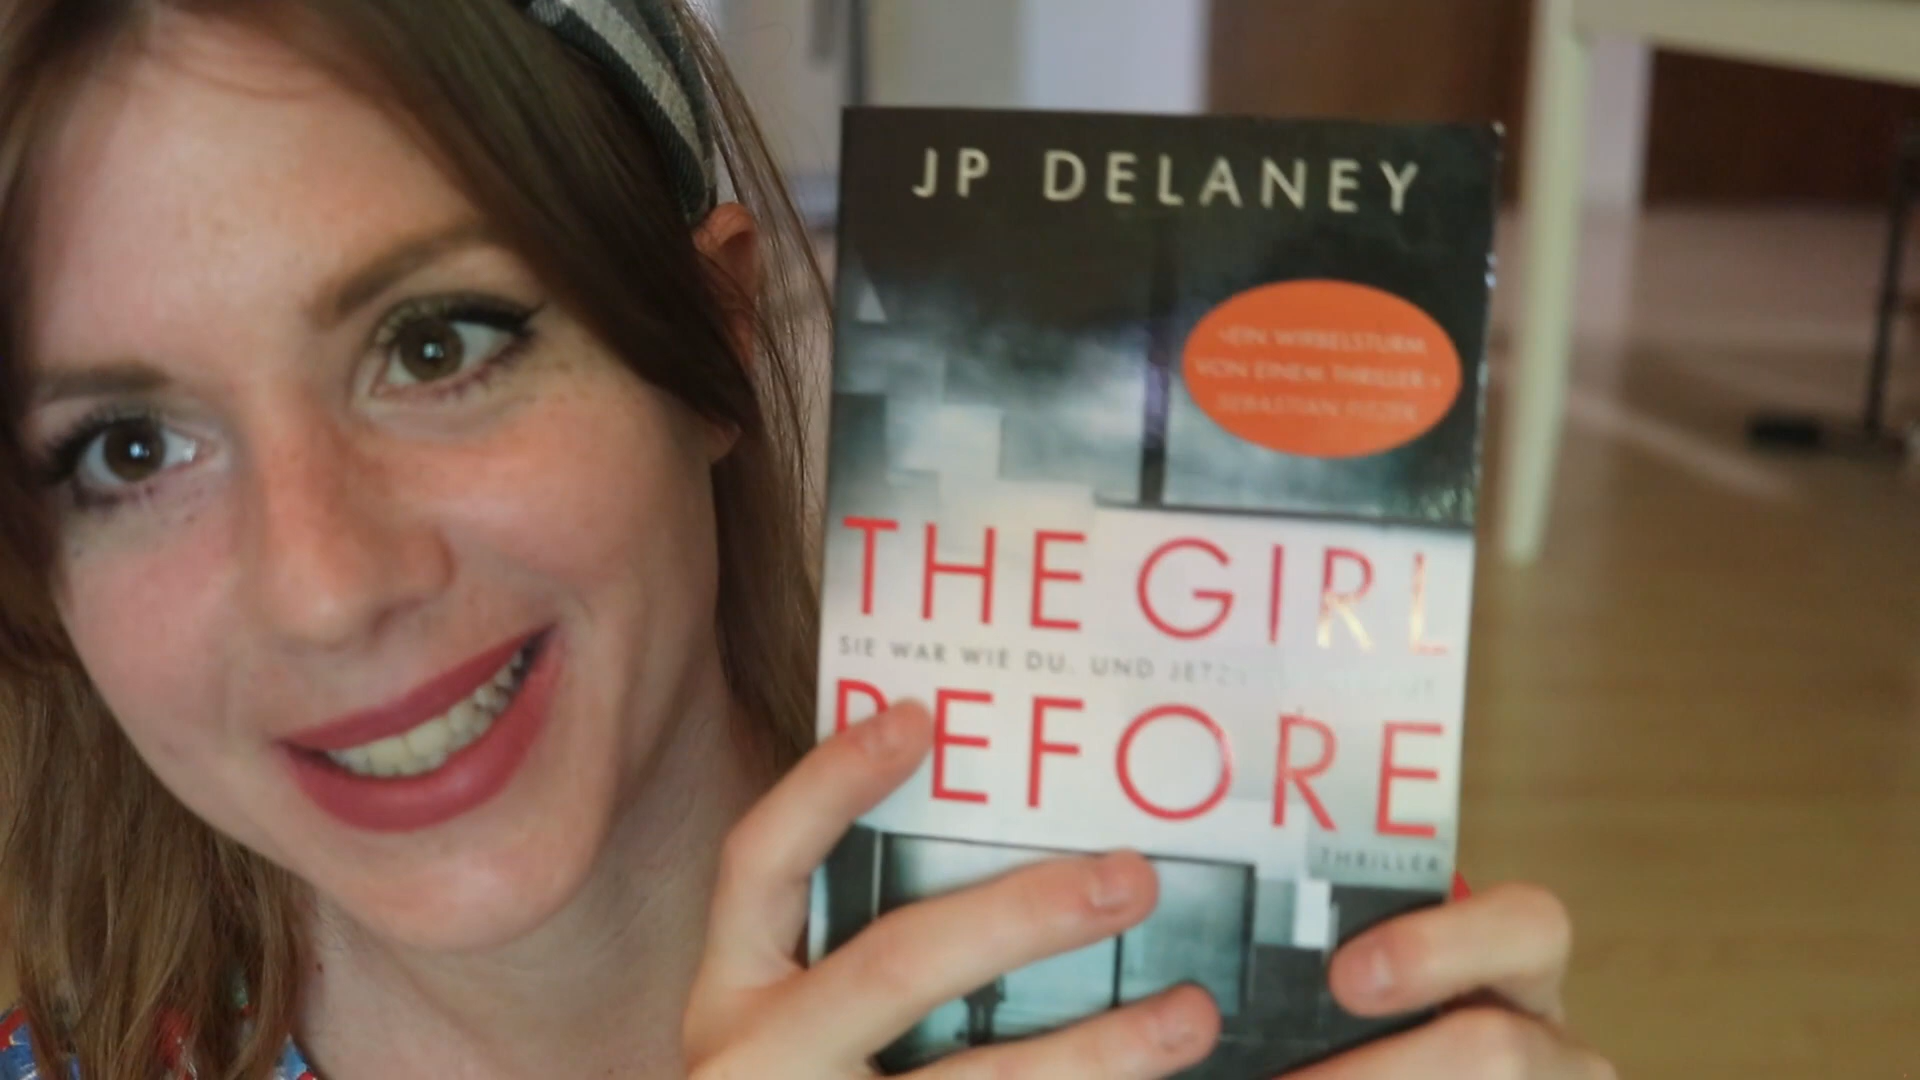 JP DELANEY
»EIN WIRBELSTURM
VON EINEM THRILLER.«
SEBASTIAN FITZEK
THE GIRL
SIE WAR WIE DU. UND JETZT
BEFORE
THRILLER